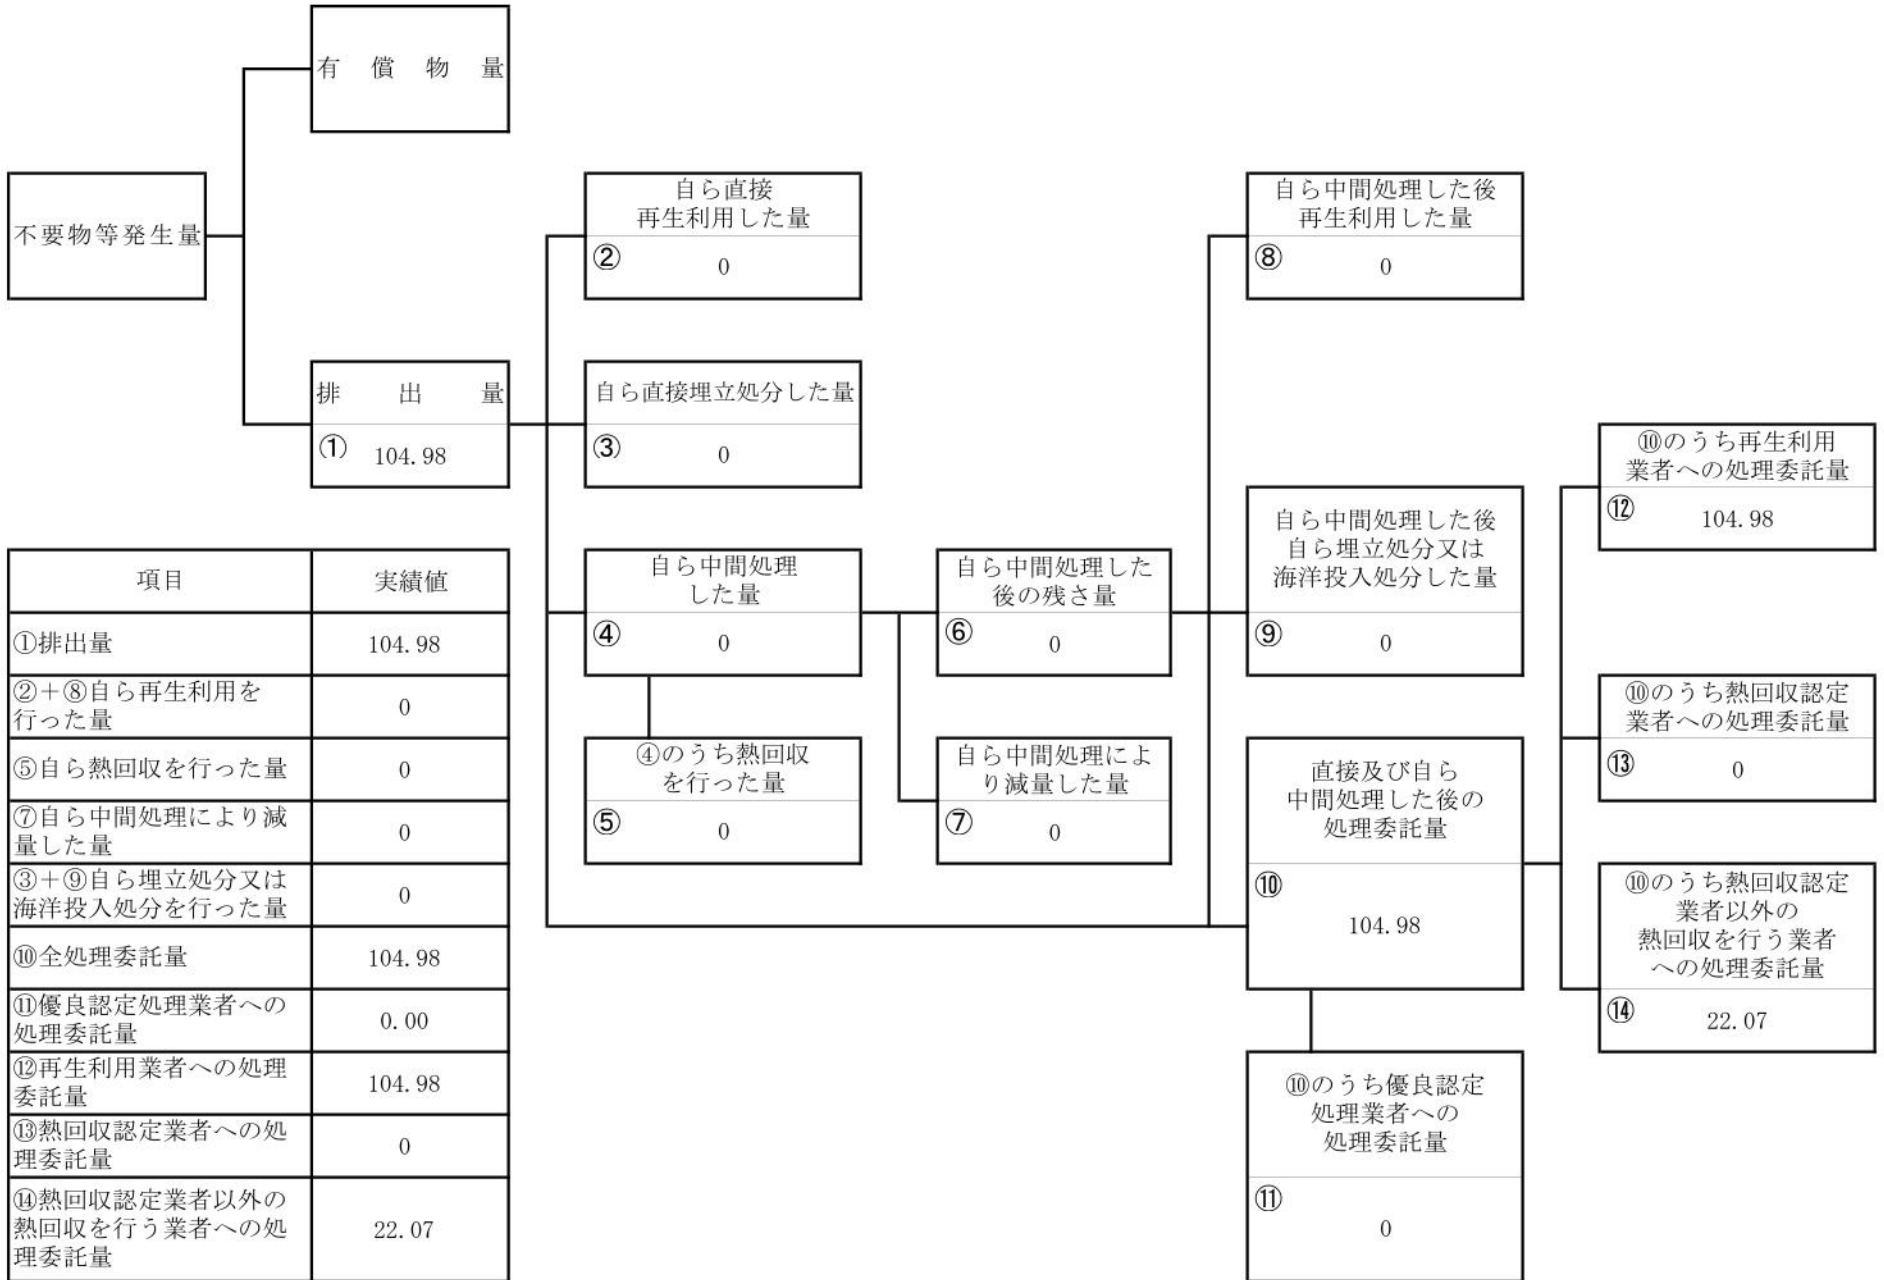 有償物量
不要物等発生量
排出量
① 104.98
自ら直接
再生利用した量
② 0
自ら直接埋立処分した量
③ 0
自ら中間処理
した量
④ 0
④のうち熱回収
を行った量
⑤ 0
自ら中間処理した
後の残さ量
⑥ 0
自ら中間処理によ
り減量した量
⑦ 0
自ら中間処理した後
再生利用した量
⑧ 0
自ら中間処理した後
自ら埋立処分又は
海洋投入処分した量
⑨ 0
直接及び自ら
中間処理した後の
処理委託量
⑩
104.98
⑩のうち優良認定
処理業者への
処理委託量
⑪
0
⑩のうち再生利用
業者への処理委託量
⑫ 104.98
⑩のうち熱回収認定
業者への処理委託量
⑬ 0
⑩のうち熱回収認定
業者以外の
熱回収を行う業者
への処理委託量
⑭ 22.07
項目 実績値
①排出量 104.98
②+⑧自ら再生利用を
行った量 0
⑤自ら熱回収を行った量 0
⑦自ら中間処理により減
量した量 0
③+⑨自ら埋立処分又は
海洋投入処分を行った量 0
⑩全処理委託量 104.98
⑪優良認定処理業者への
処理委託量 0.00
⑫再生利用業者への処理
委託量 104.98
⑬熱回収認定業者への処
理委託量 0
⑭熱回収認定業者以外の
熱回収を行う業者への処 22.07
理委託量